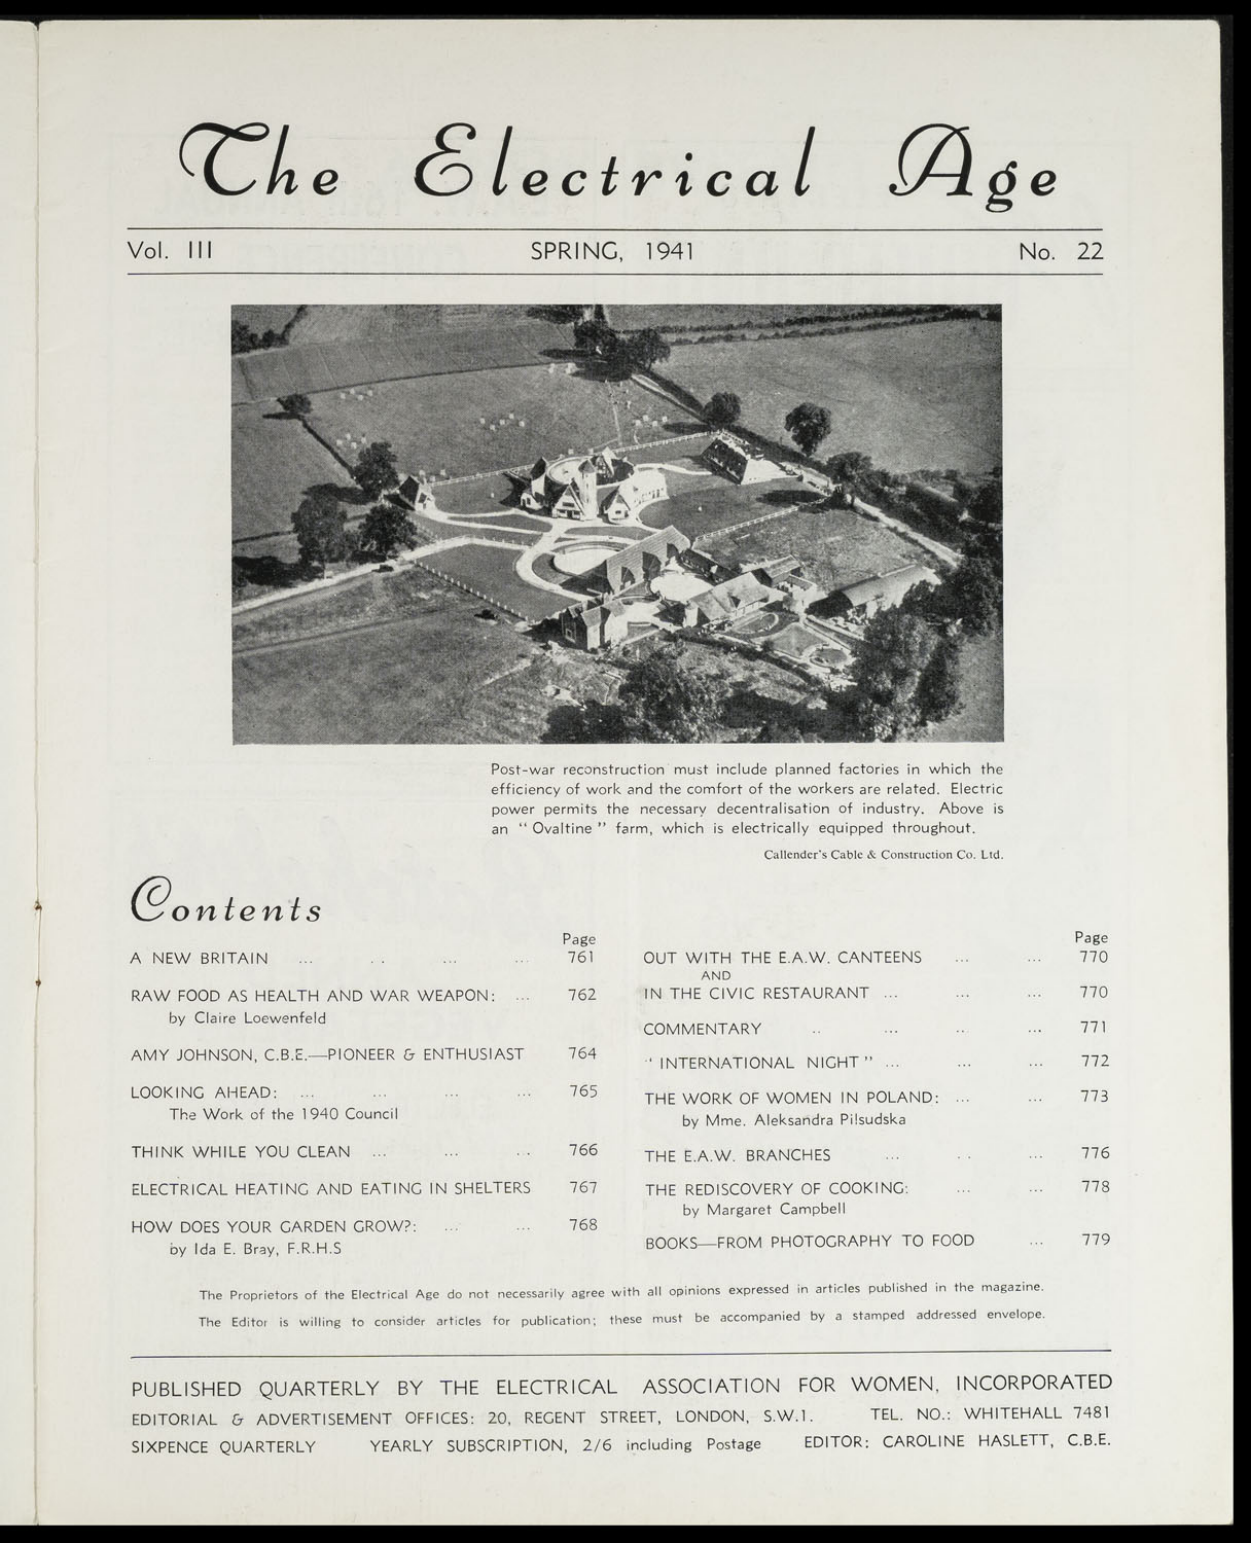 The Electrical Age
Vol. III SPRING, 1941 No. 22
Post-war reconstruction must include planned factories in which the
efficiency of work and the comfort of the workers are related. Electric
power permits the necessary decentralisation of industry. Above is
an “ Ovaltine ” farm, which is electrically equipped throughout.
Callender's Cable & Construction Co. Ltd.
Contents
Page
A NEW BRITAIN ... .. ... ... 761
RAW FOOD AS HEALTH AND WAR WEAPON: ... 762
by Claire Loewenfeld
AMY JOHNSON, C.B.E.—PIONEER & ENTHUSIAST 764
LOOKING AHEAD: ... ... ... ... 765
The Work of the 1940 Council
THINK WHILE YOU CLEAN ... ... ... 766
ELECTRICAL HEATING AND EATING IN SHELTERS 767
HOW DOES YOUR GARDEN GROW?: ... ... 768
by Ida E. Bray, F.R.H.S
Page
OUT WITH THE E.A.W. CANTEENS ... ... 770
AND
IN THE CIVIC RESTAURANT ... ... ... 770
COMMENTARY .. ... .. ... 771
“ INTERNATIONAL NIGHT ” ... ... ... 772
THE WORK OF WOMEN IN POLAND: ... ... 773
by Mme. Aleksandra Pilsudska
THE E.A.W. BRANCHES ... .. ... 776
THE REDISCOVERY OF COOKING: ... ... 778
by Margaret Campbell
BOOKS—FROM PHOTOGRAPHY TO FOOD ... 779
The Proprietors of the Electrical Age do not necessarily agree with all opinions expressed in articles published in the magazine.
The Editor is willing to consider articles for publication; these must be accompanied by a stamped addressed envelope.
PUBLISHED QUARTERLY BY THE ELECTRICAL ASSOCIATION FOR WOMEN, INCORPORATED
EDITORIAL & ADVERTISEMENT OFFICES: 20, REGENT STREET, LONDON, S.W.1. TEL. NO.: WHITEHALL 7481
SIXPENCE QUARTERLY YEARLY SUBSCRIPTION, 2/6 including Postage EDITOR: CAROLINE HASLETT, C.B.E.